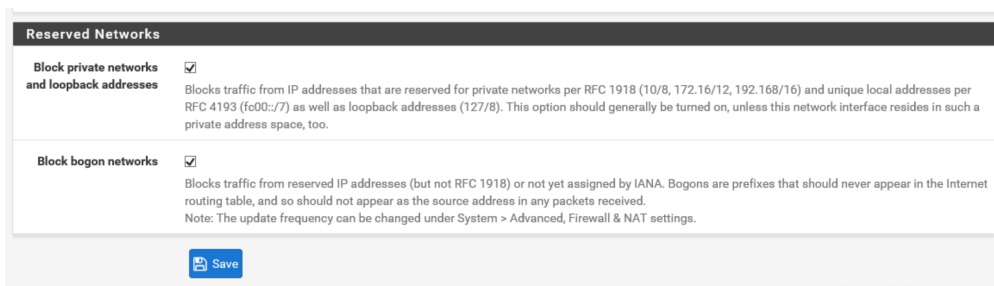 Reserved Networks
Block private networks
and loopback addresses
Blocks traffic from IP addresses that are reserved for private networks per RFC 1918 (10/8, 172.16/12, 192.168/16) and unique local addresses per
RFC 4193 (fc00::/7) as well as loopback addresses (127/8). This option should generally be turned on, unless this network interface resides in such a
private address space, too.
Block bogon networks
Blocks traffic from reserved IP addresses (but not RFC 1918) or not yet assigned by IANA. Bogons are prefixes that should never appear in the Internet
routing table, and so should not appear as the source address in any packets received.
Note: The update frequency can be changed under System > Advanced, Firewall & NAT settings.
Save